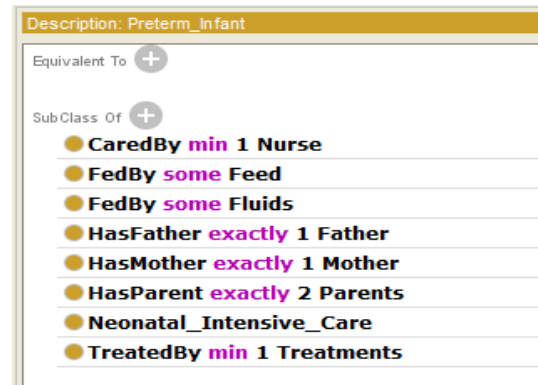 Description: Preterm_Infant
Equivalent To
SubClass Of
CaredBy min 1 Nurse
FedBy some Feed
FedBy some Fluids
HasFather exactly 1 Father
HasMother exactly 1 Mother
HasParent exactly 2 Parents
Neonatal_Intensive_Care
TreatedBy min 1 Treatments